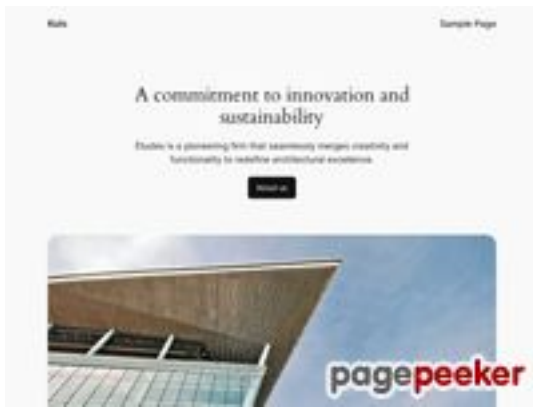 Sample Page
A commitment to innovation and
sustainability
Études is a pioneering firm that seamlessly merges creativity and
functionality to redefine architectural excellence.
About us
pagepeeker